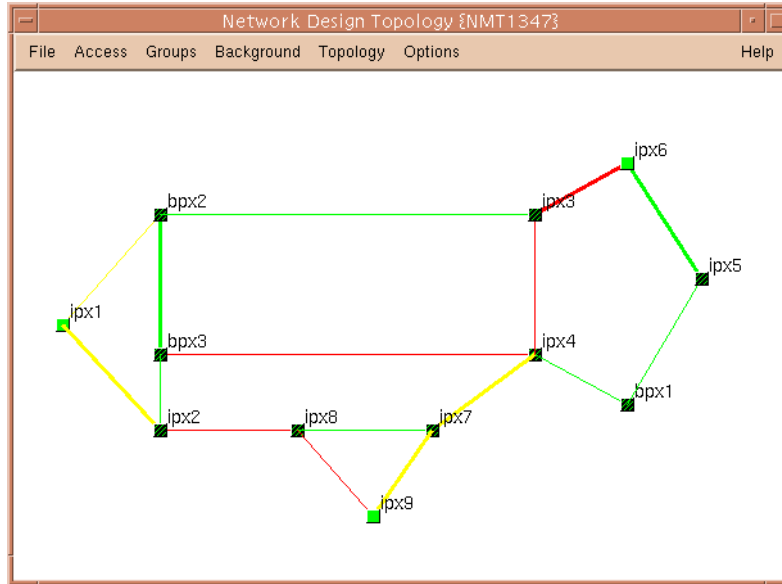 Network Design Topology {NMT1347}
File Access Groups Background Topology Options Help
ipx6
bpx2
ipx3
ipx5
ipx1
bpx3
ipx4
bpx1
ipx2
ipx8
ipx7
ipx9